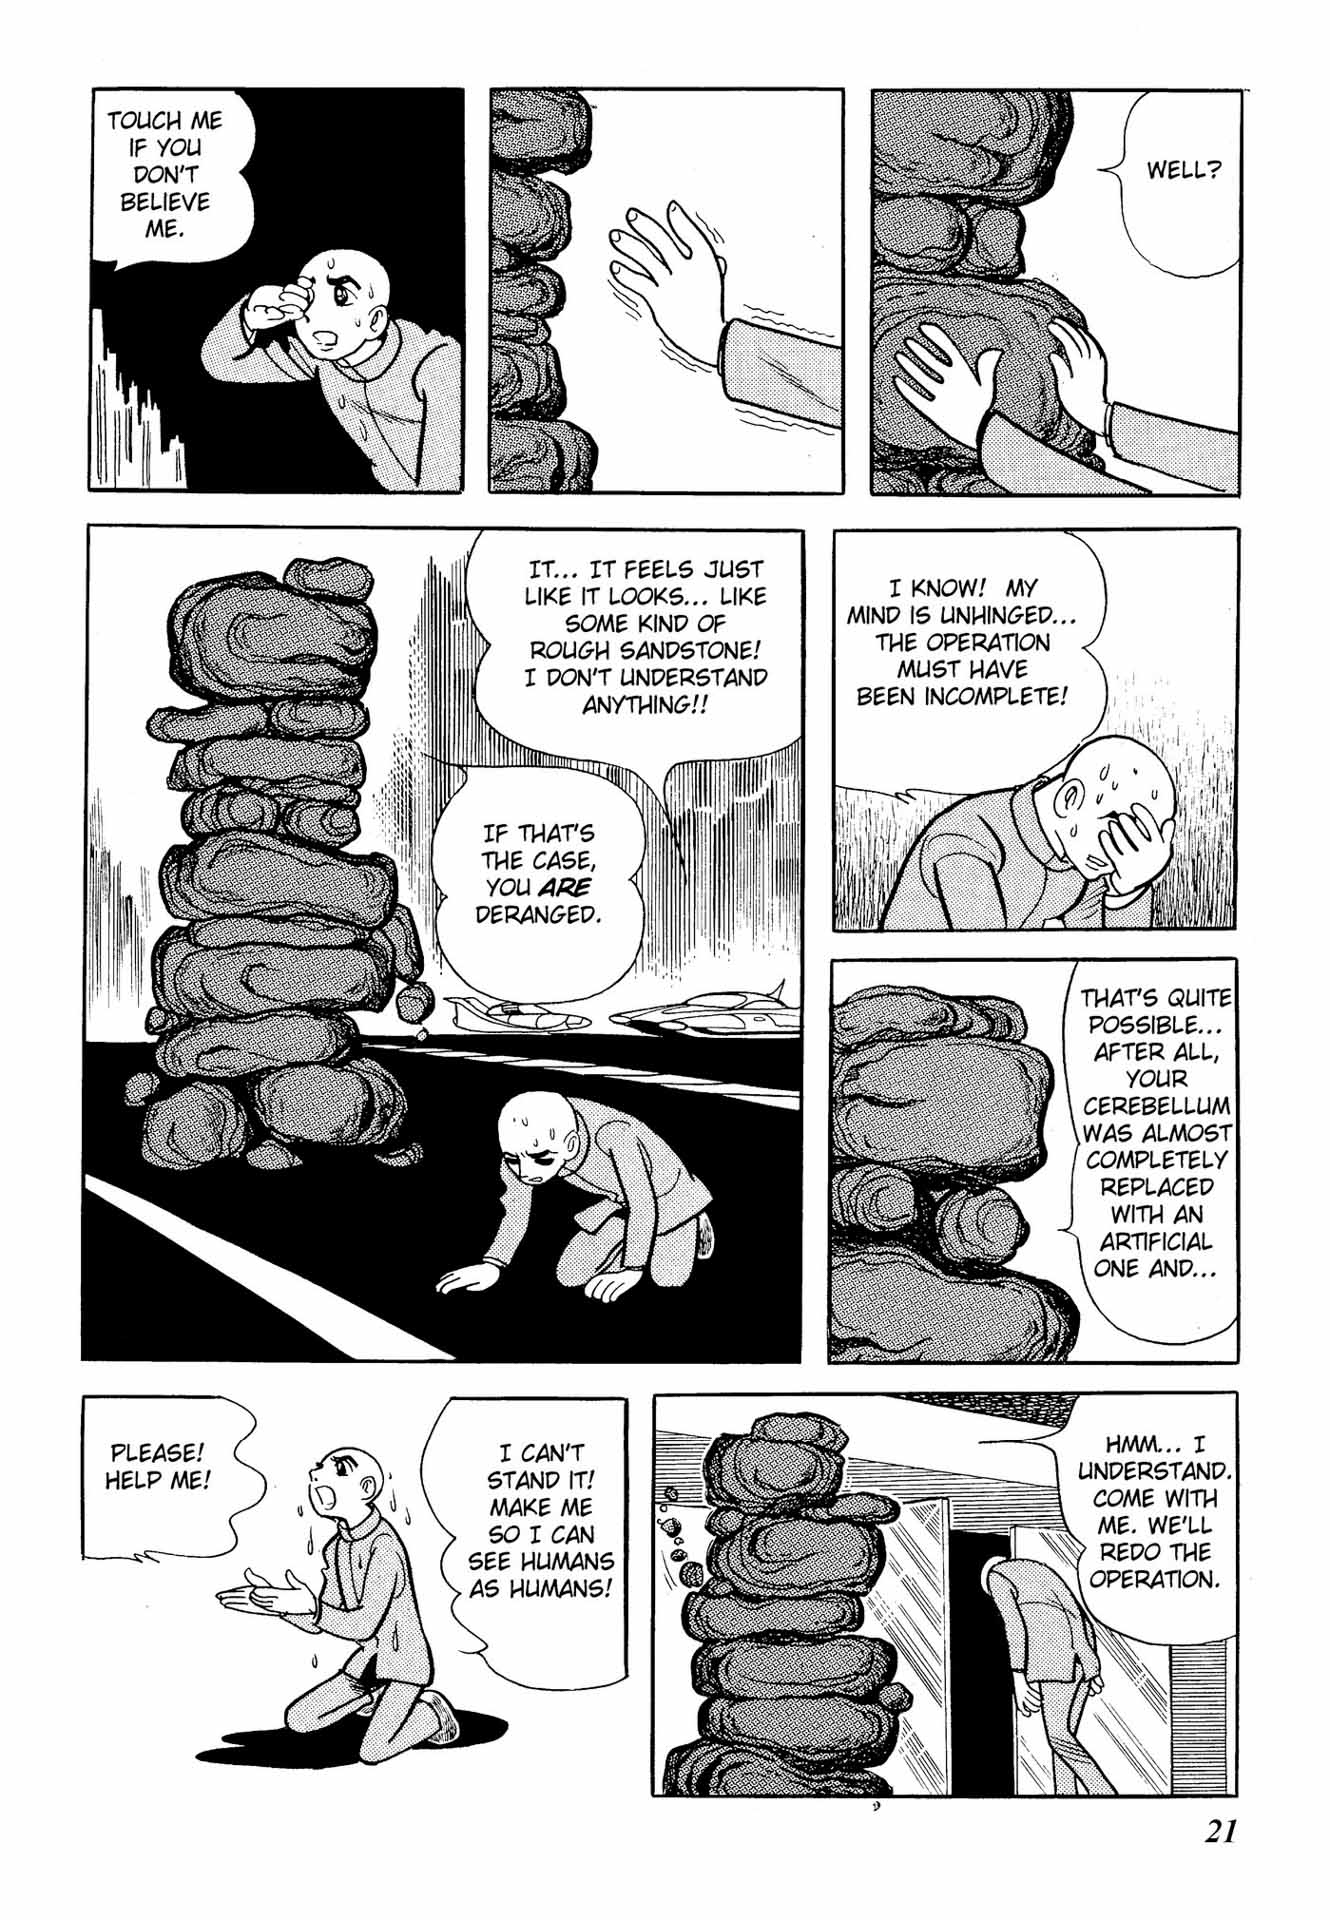 TOUCH ME
IF YOU
DON'T
BELIEVE
ME.
WELL?
IT... IT FEELS JUST
LIKE IT LOOKS... LIKE
SOME KIND OF
ROUGH SANDSTONE!
I DON'T UNDERSTAND
ANYTHING!!
IF THAT'S
THE CASE,
YOU ARE
DERANGED.
I KNOW! MY
MIND IS UNHINGED...
THE OPERATION
MUST HAVE
BEEN INCOMPLETE!
THAT'S QUITE
POSSIBLE...
AFTER ALL,
YOUR
CEREBELLUM
WAS ALMOST
COMPLETELY
REPLACED
WITH AN
ARTIFICIAL
ONE AND...
PLEASE!
HELP ME!
I CAN'T
STAND IT!
MAKE ME
SO I CAN
SEE HUMANS
AS HUMANS!
HMM... I
UNDERSTAND.
COME WITH
ME. WE'LL
REDO THE
OPERATION.
21